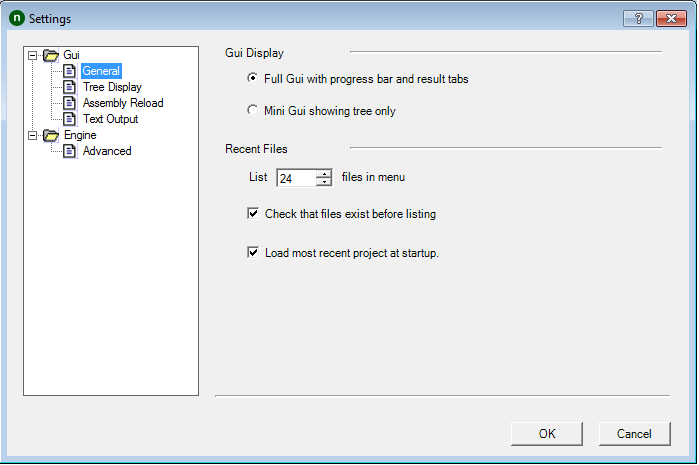 n Settings ?
Gui
General
Tree Display
Assembly Reload
Text Output
Engine
Advanced
Gui Display
Full Gui with progress bar and result tabs
Mini Gui showing tree only
Recent Files
List 24 files in menu
Check that files exist before listing
Load most recent project at startup.
OK Cancel